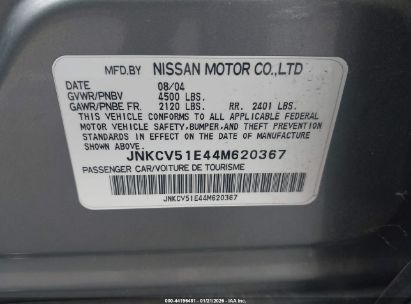 MFD.BY NISSAN MOTOR CO.,LTD
DATE 08/04
GVWR/PNBV 4500 LBS.
GAWR/PNBE FR. 2120 LBS. RR. 2401 LBS.
THIS VEHICLE CONFORMS TO ALL APPLICABLE FEDERAL
MOTOR VEHICLE SAFETY, BUMPER, AND THEFT PREVENTION
STANDARDS IN EFFECT ON THE DATE OF MANUFACTURE
SHOWN ABOVE.
JNKCV51E44M620367
PASSENGER CAR/VOITURE DE TOURISME
JNKCV51E44M620367